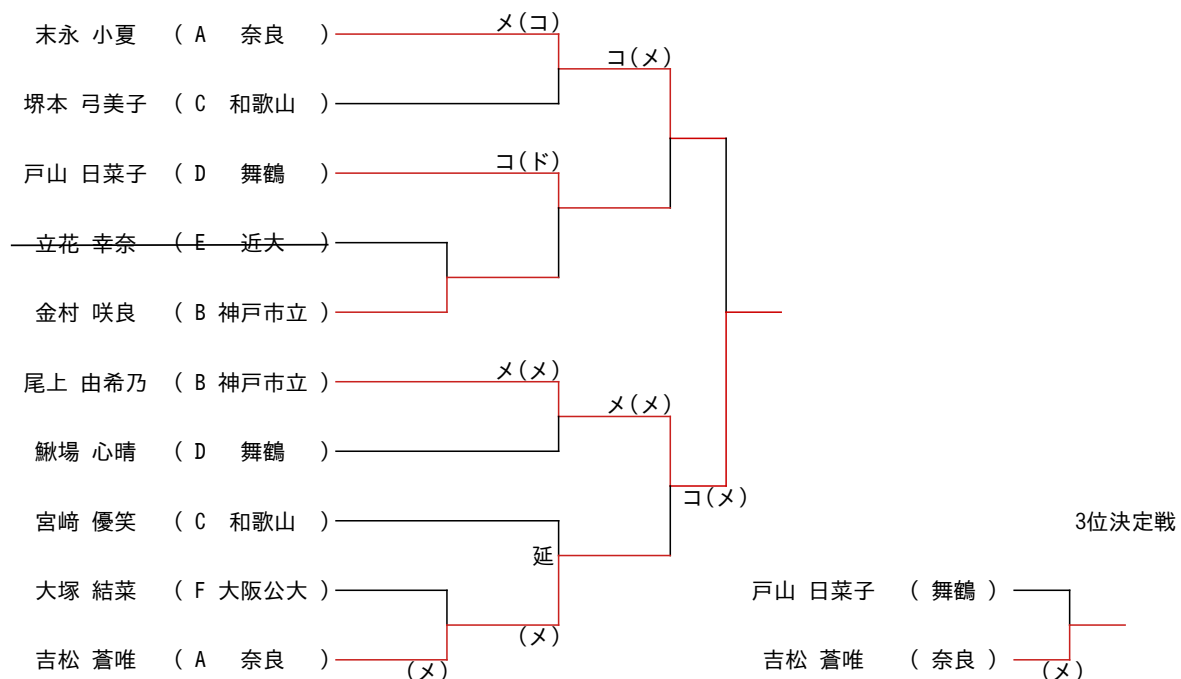 メ(コ)
末永 小夏 ( A 奈良 )
コ(メ)
堺本 弓美子 ( C 和歌山 )
コ(ド)
戸山 日菜子 ( D 舞鶴 )
立花 幸奈 ( E 近大 )
金村 咲良 ( B 神戸市立 )
メ(メ)
尾上 由希乃 ( B 神戸市立 )
メ(メ)
鰍場 心晴 ( D 舞鶴 )
コ(メ)
宮﨑 優笑 ( C 和歌山 )
3位決定戦
延
大塚 結菜 ( F 大阪公大 )
戸山 日菜子 ( 舞鶴 )
(メ)
吉松 蒼唯 ( A 奈良 )
(メ)
吉松 蒼唯 ( 奈良 )
(メ)